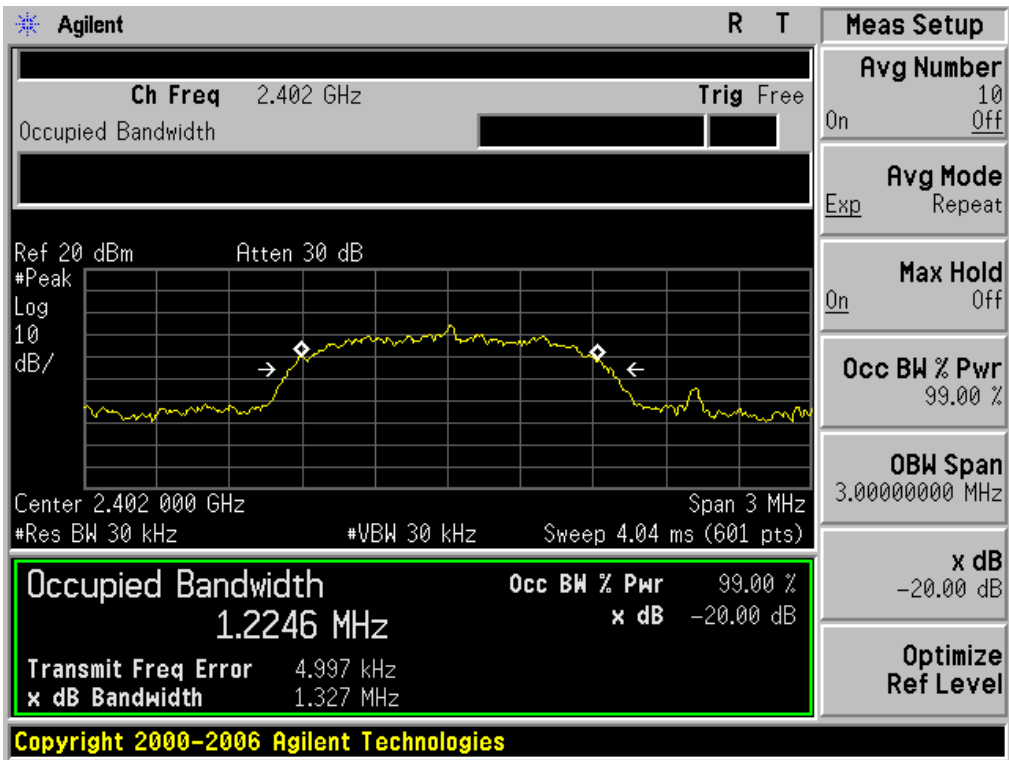 Agilent R T
Ch Freq 2.402 GHz Trig Free
Occupied Bandwidth
Ref 20 dBm Atten 30 dB
#Peak
Log
10
dB/
Center 2.402 000 GHz Span 3 MHz
#Res BW 30 kHz #VBW 30 kHz Sweep 4.04 ms (601 pts)
Occupied Bandwidth Occ BW % Pwr 99.00 %
1.2246 MHz x dB -20.00 dB
Transmit Freq Error 4.997 kHz
x dB Bandwidth 1.327 MHz
Copyright 2000-2006 Agilent Technologies
Meas Setup
Avg Number
10
On Off
Avg Mode
Exp Repeat
Max Hold
On Off
Occ BW % Pwr
99.00 %
OBW Span
3.00000000 MHz
x dB
-20.00 dB
Optimize
Ref Level